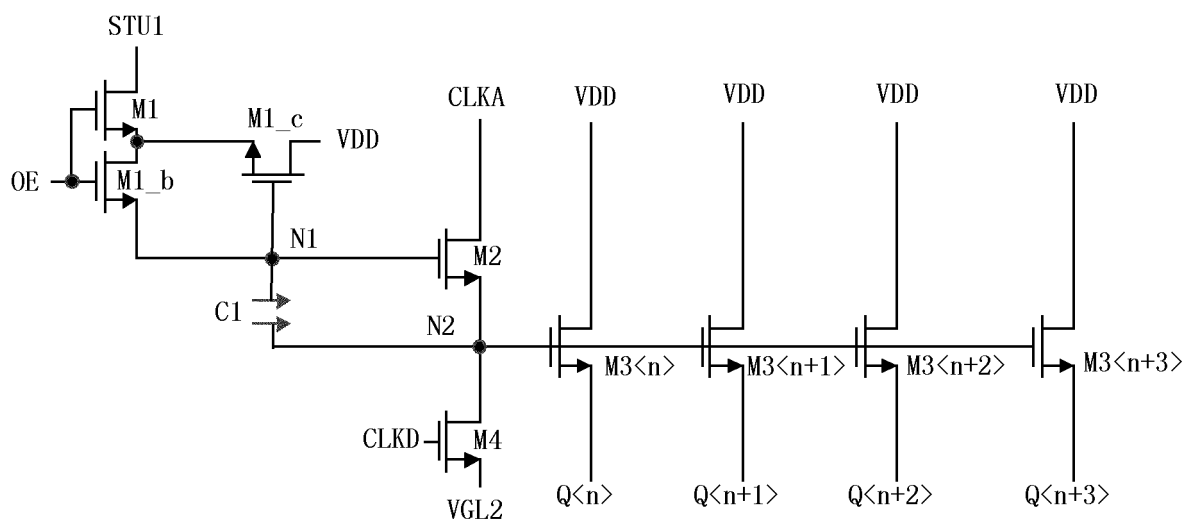 STU1
M1
M1_c
VDD
OE
M1_b
N1
C1
CLKA
M2
N2
CLKD
M4
VGL2
VDD
VDD
VDD
VDD
M3<n>
M3<n+1>
M3<n+2>
M3<n+3>
Q<n>
Q<n+1>
Q<n+2>
Q<n+3>